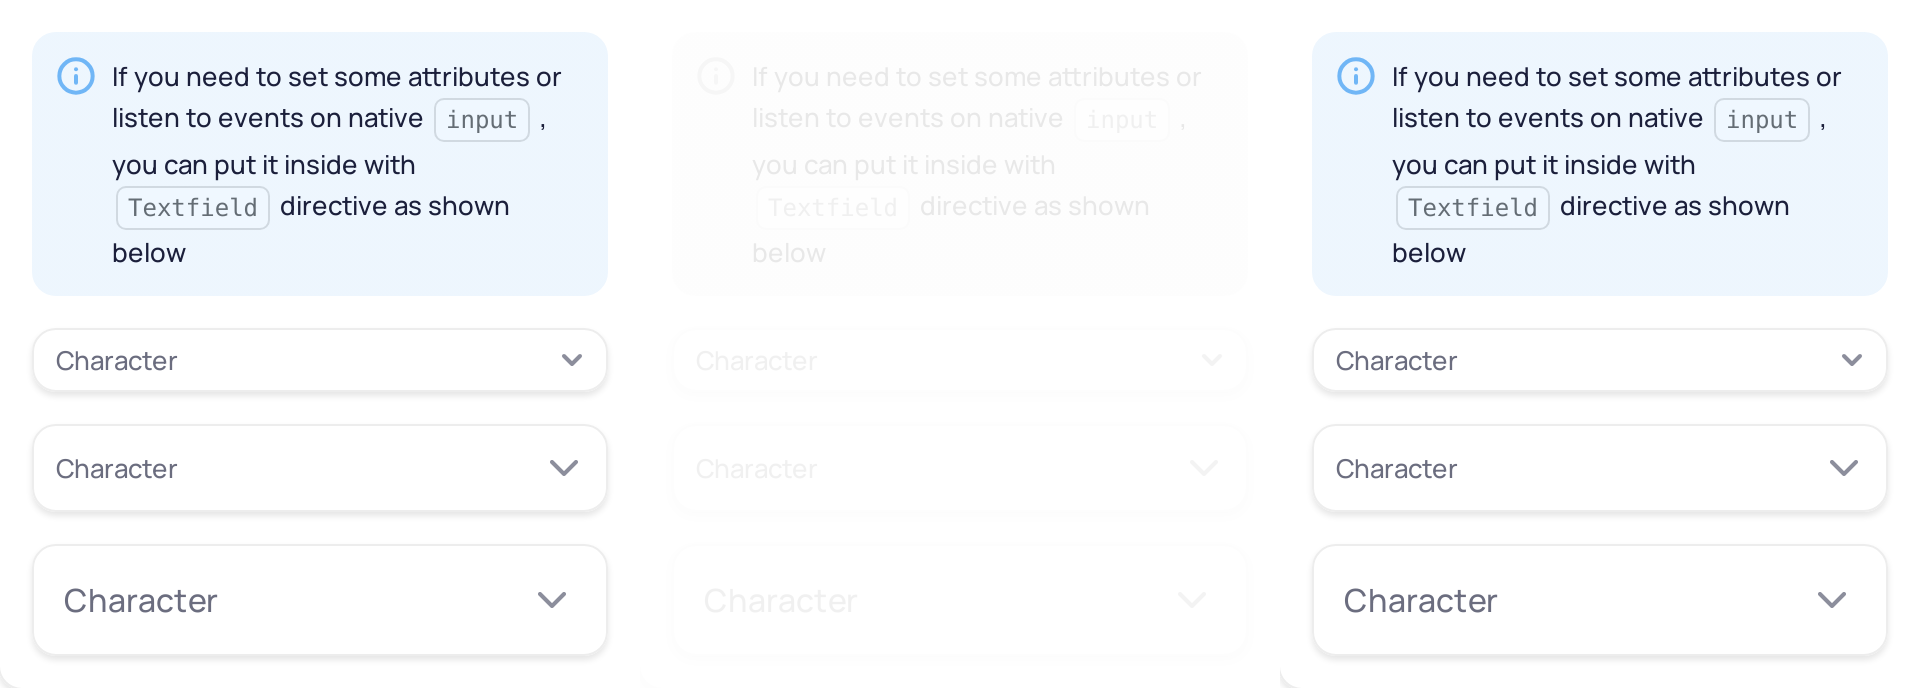 If you need to set some attributes or
listen to events on native input ,
you can put it inside with
Textfield directive as shown
below
Character
Character
Character
If you need to set some attributes or
listen to events on native input ,
you can put it inside with
Textfield directive as shown
below
Character
Character
Character
If you need to set some attributes or
listen to events on native input ,
you can put it inside with
Textfield directive as shown
below
Character
Character
Character